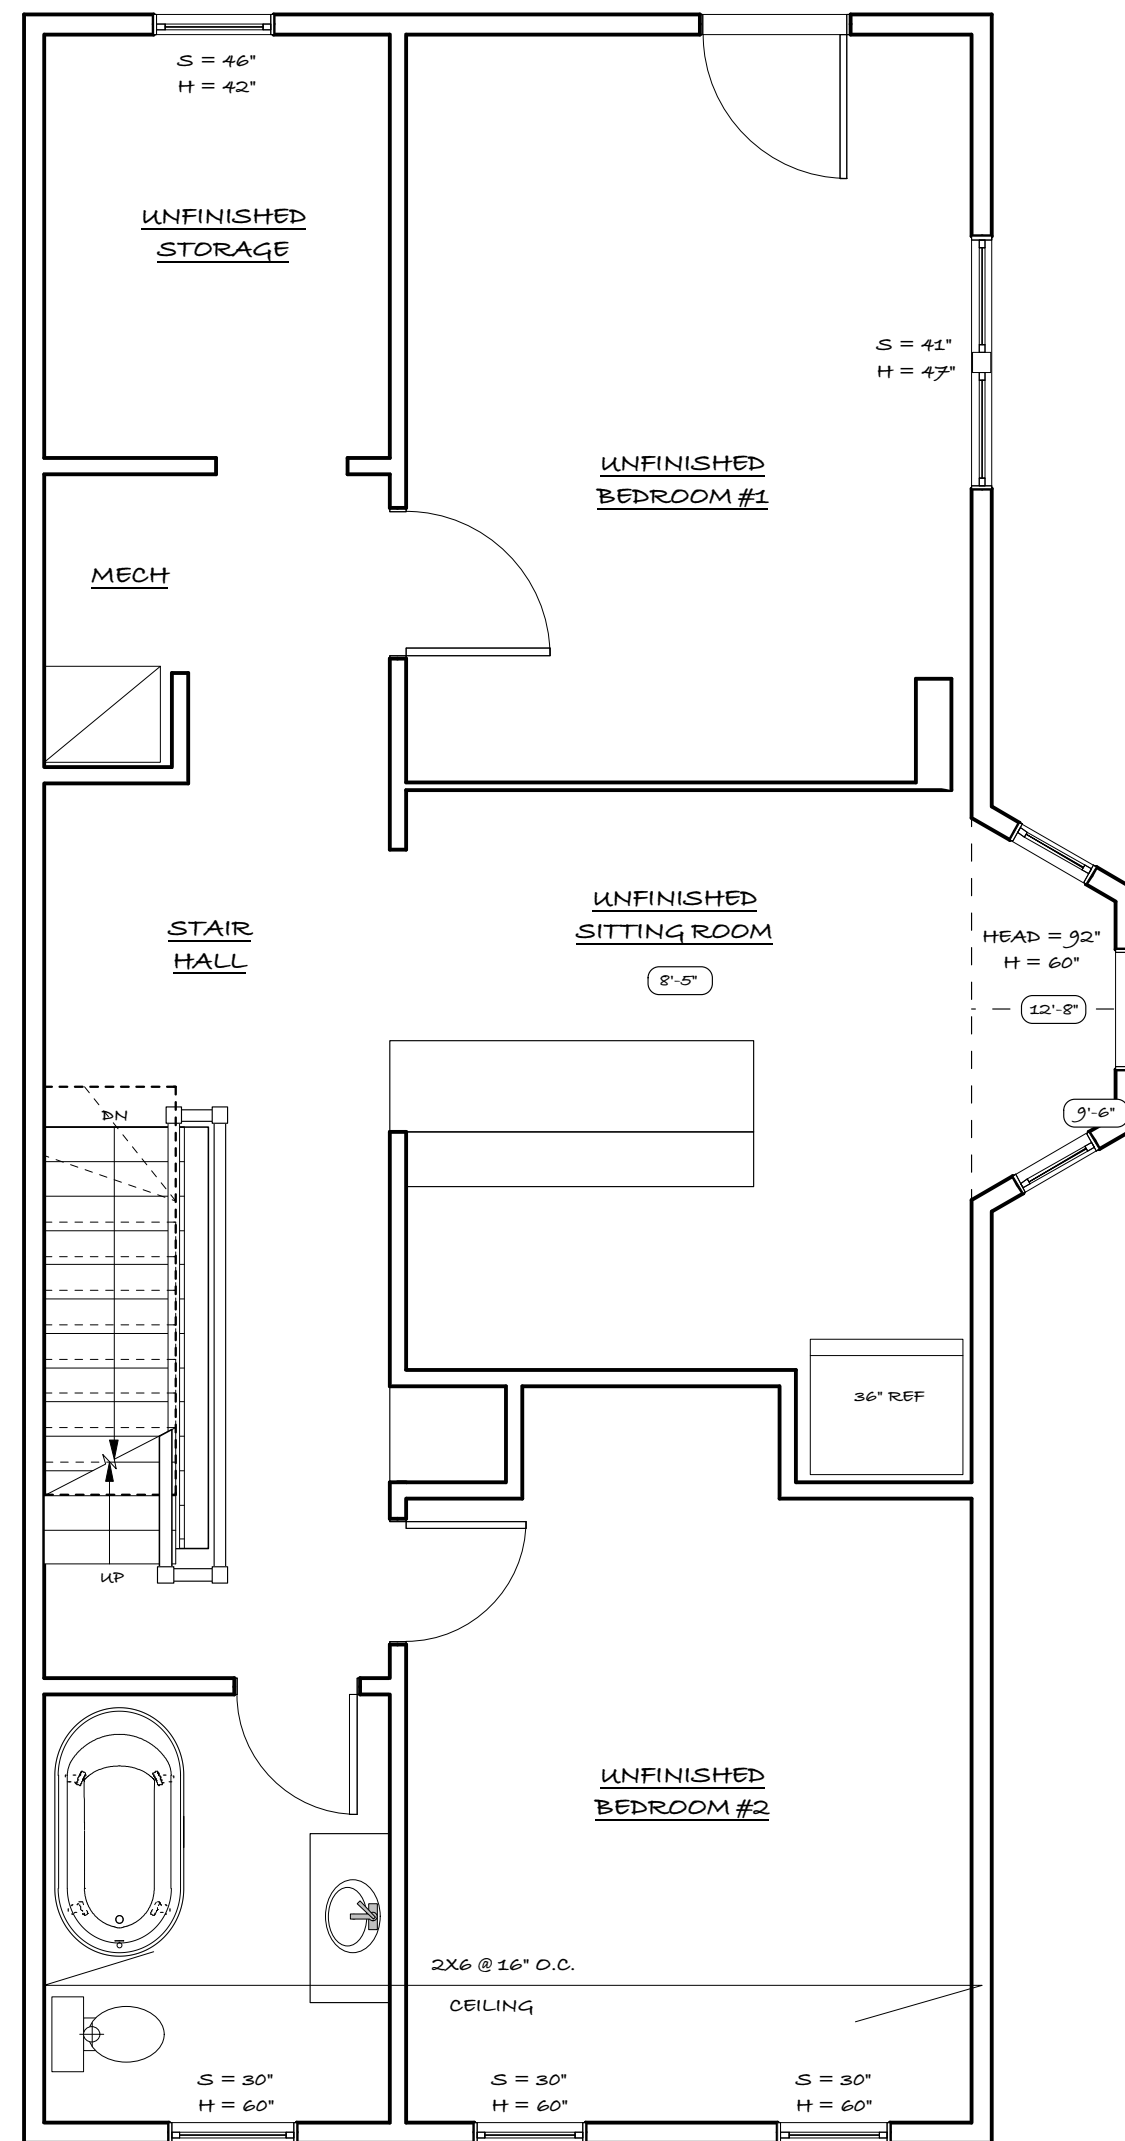 S = 46"
H = 42"
UNFINISHED
STORAGE
S = 41"
H = 47"
UNFINISHED
BEDROOM #1
MECH
UNFINISHED
SITTING ROOM
8'-5"
STAIR
HALL
HEAD = 92"
H = 60"
12'-8"
9'-6"
DN
36" REF
UP
UNFINISHED
BEDROOM #2
2X6 @ 16" O.C.
CEILING
S = 30"
H = 60"
S = 30"
H = 60"
S = 30"
H = 60"